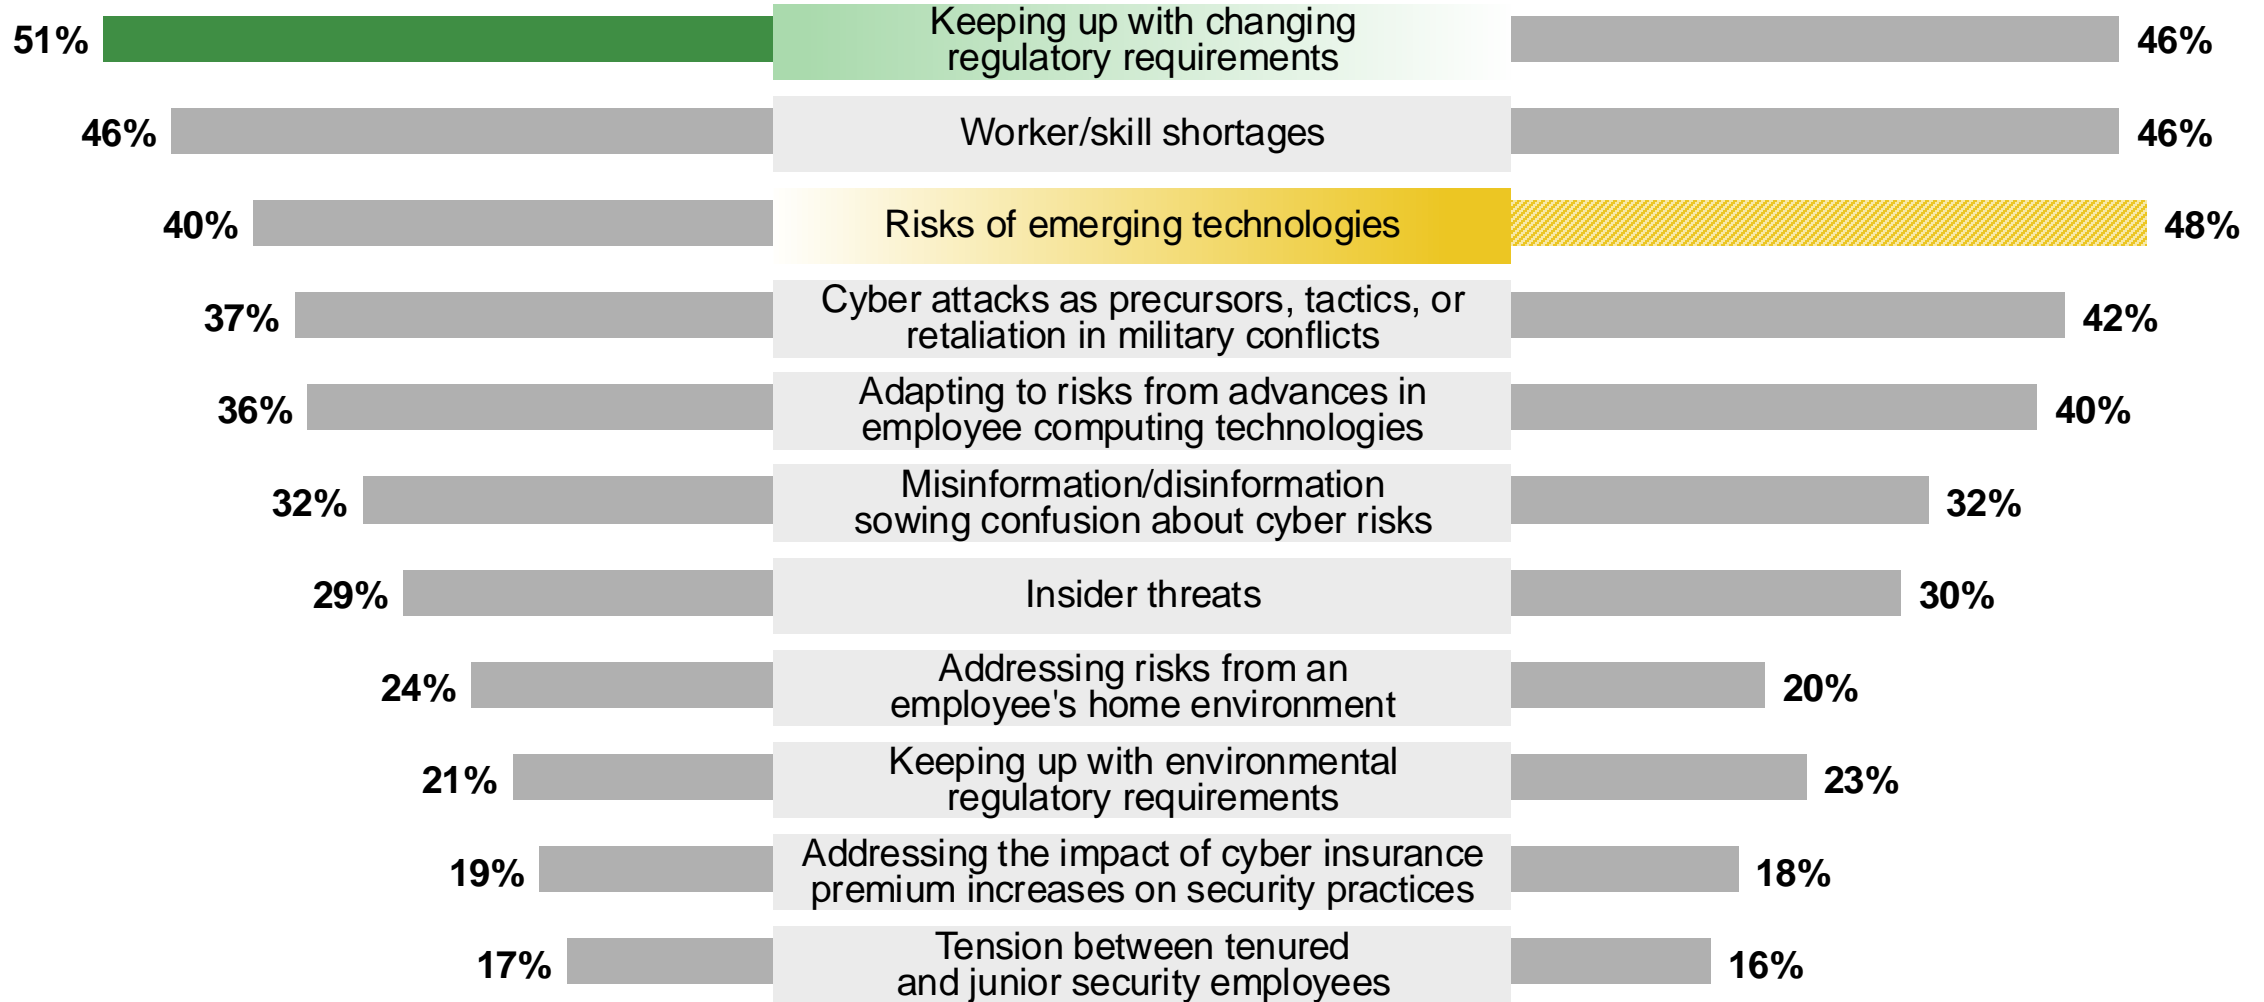 51%
Keeping up with changing
regulatory requirements
46%
46%
Worker/skill shortages
46%
40%
Risks of emerging technologies
48%
37%
Cyber attacks as precursors, tactics, or
retaliation in military conflicts
42%
36%
Adapting to risks from advances in
employee computing technologies
40%
32%
Misinformation/disinformation
sowing confusion about cyber risks
32%
29%
Insider threats
30%
24%
Addressing risks from an
employee's home environment
20%
21%
Keeping up with environmental
regulatory requirements
23%
19%
Addressing the impact of cyber insurance
premium increases on security practices
18%
17%
Tension between tenured
and junior security employees
16%